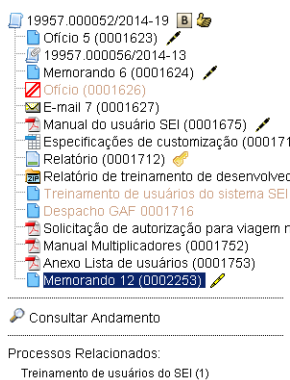 19957.000052/2014-19 B
Ofício 5 (0001623)
19957.000056/2014-13
Memorando 6 (0001624)
Ofício (0001626)
E-mail 7 (0001627)
Manual do usuário SEI (0001675)
Especificações de customização (000171
Relatório (0001712)
ZIP Relatório de treinamento de desenvolved
Treinamento de usuários do sistema SEI
Despacho GAF 0001716
Solicitação de autorização para viagem n
Manual Multiplicadores (0001752)
Anexo Lista de usuários (0001753)
Memorando 12 (0002253)
Consultar Andamento
Processos Relacionados:
Treinamento de usuários do SEI (1)